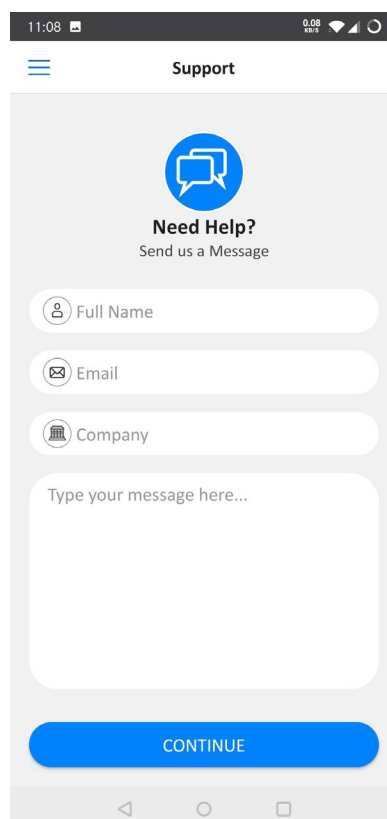 11:08
0.08
KB/S
Support
Need Help?
Send us a Message
Full Name
Email
Company
Type your message here...
CONTINUE